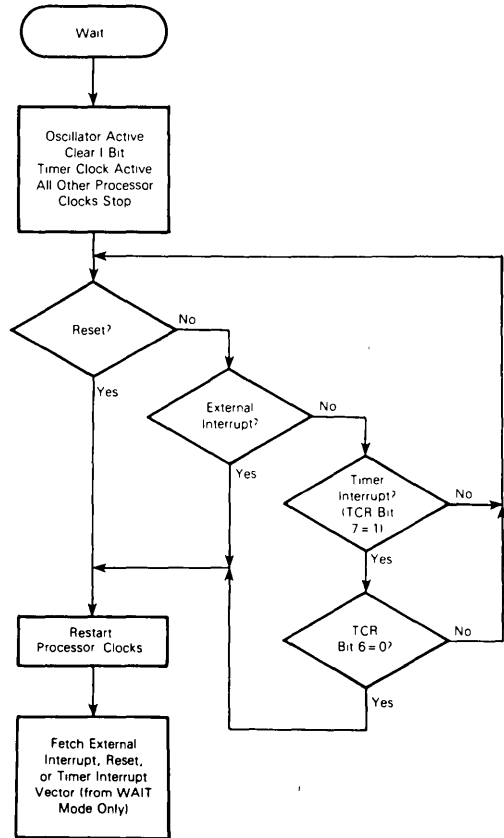 Wait
Oscillator Active
Clear I Bit
Timer Clock Active
All Other Processor
Clocks Stop
Reset?
No
Yes
External
Interrupt?
No
Yes
Timer
Interrupt?
(TCR Bit
7 = 1)
No
Yes
TCR
Bit 6 = 0?
No
Yes
Restart
Processor Clocks
Fetch External
Interrupt, Reset,
or Timer Interrupt
Vector (from WAIT
Mode Only)